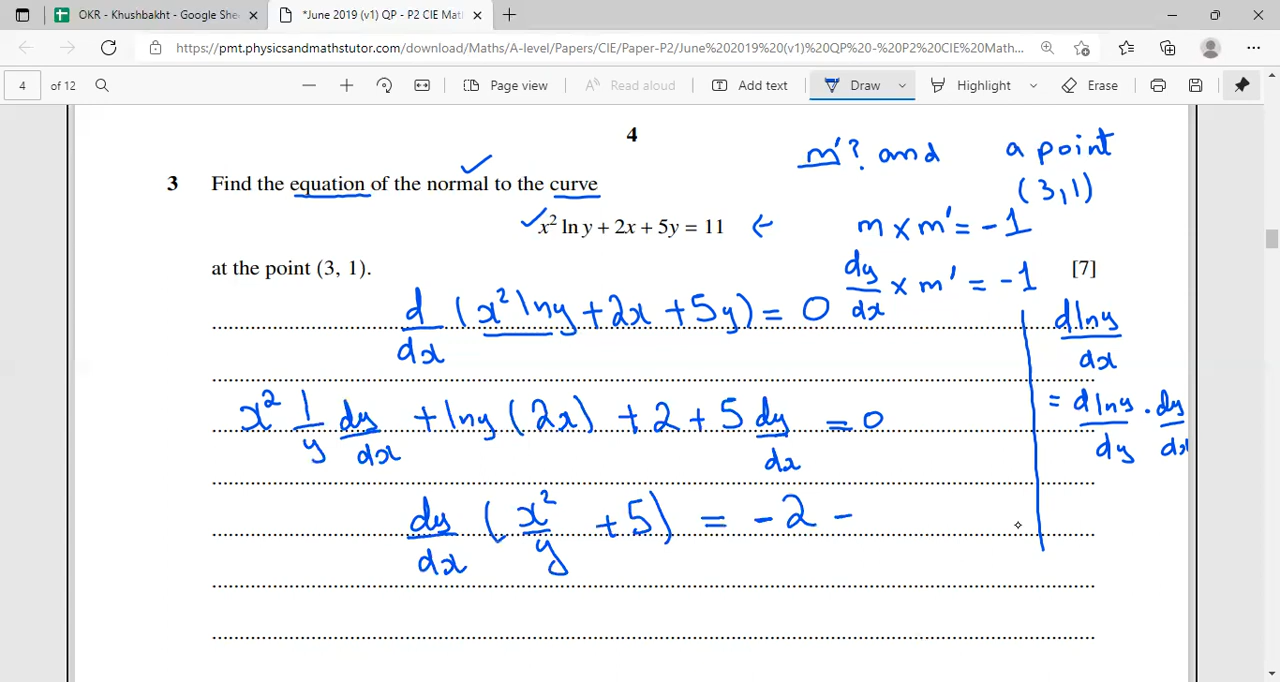 OKR - Khushbakht - Google She
*June 2019 (v1) QP - P2 CIE Mat
https://pmt.physicsandmathstutor.com/download/Maths/A-level/Papers/CIE/Paper-P2/June%202019%20(v1)%20QP%20-%20P2%20CIE%20Math...
4 of 12
Page view
Read aloud
Add text
Draw
Highlight
Erase
4
m'? and a point
(3,1)
3 Find the equation of the normal to the curve
x² ln y + 2x + 5y = 11 ←
m × m' = -1
at the point (3, 1). [7]
dy/dx × m' = -1
d/dx (x² lny + 2x + 5y) = 0
dlny/dx
= dlny/dy · dy/dx
x² 1/y dy/dx + lny (2x) + 2 + 5 dy/dx = 0
dy/dx (x²/y + 5) = -2 -